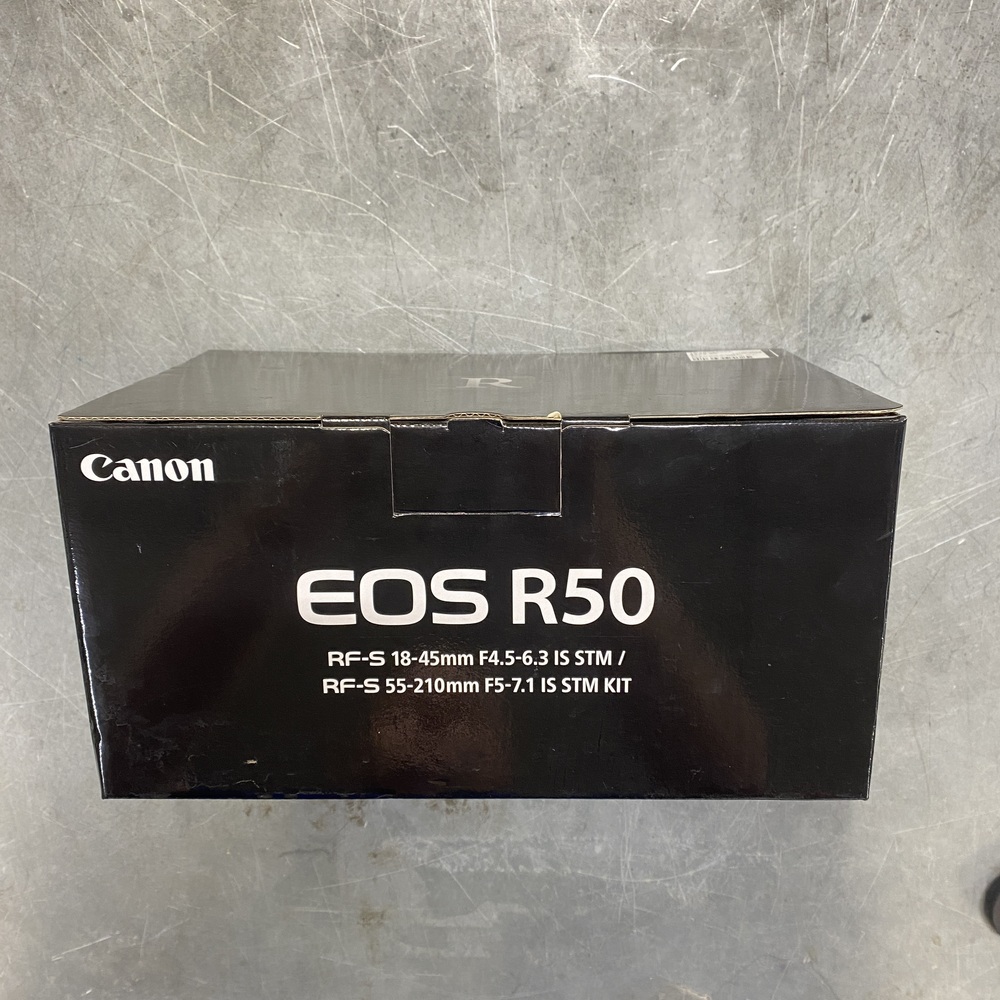 R
Canon
EOS R50
RF-S 18-45mm F4.5-6.3 IS STM /
RF-S 55-210mm F5-7.1 IS STM KIT